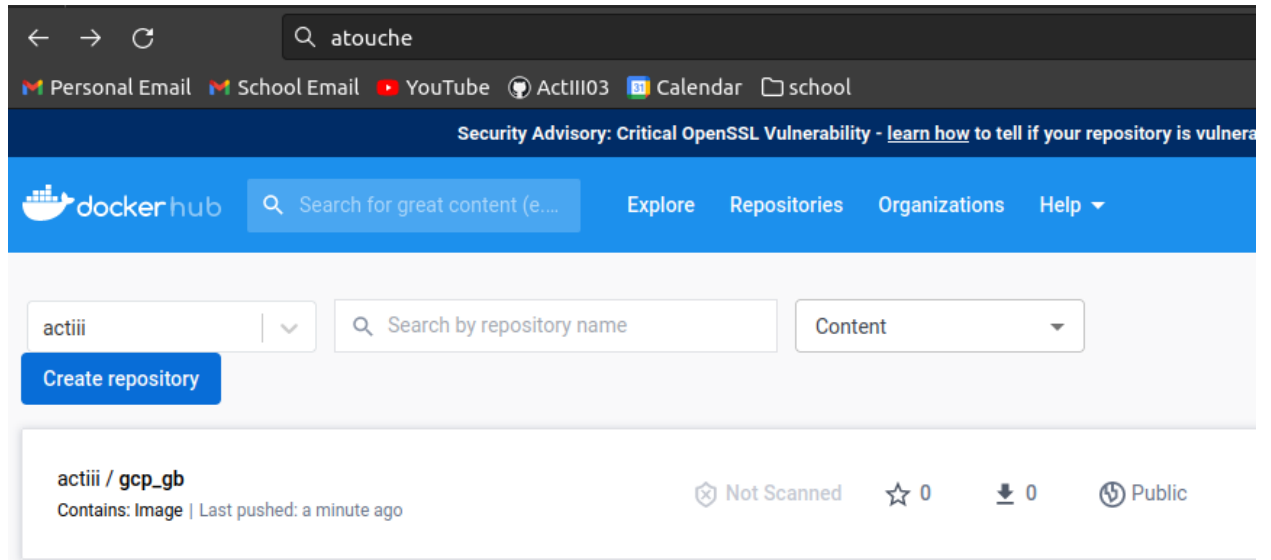 atouche
Personal Email School Email YouTube ActIII03 31 Calendar school
Security Advisory: Critical OpenSSL Vulnerability - learn how to tell if your repository is vulnera
dockerhub Search for great content (e.... Explore Repositories Organizations Help
actiii Search by repository name Content
Create repository
actiii / gcp_gb
Not Scanned 0 0 Public
Contains: Image | Last pushed: a minute ago